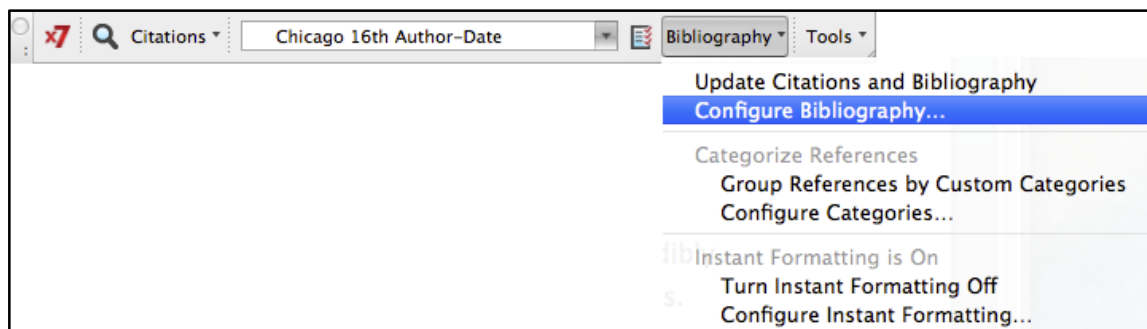 x7 Citations Chicago 16th Author-Date Bibliography Tools
Update Citations and Bibliography
Configure Bibliography...
Categorize References
Group References by Custom Categories
Configure Categories...
Instant Formatting is On
Turn Instant Formatting Off
Configure Instant Formatting...